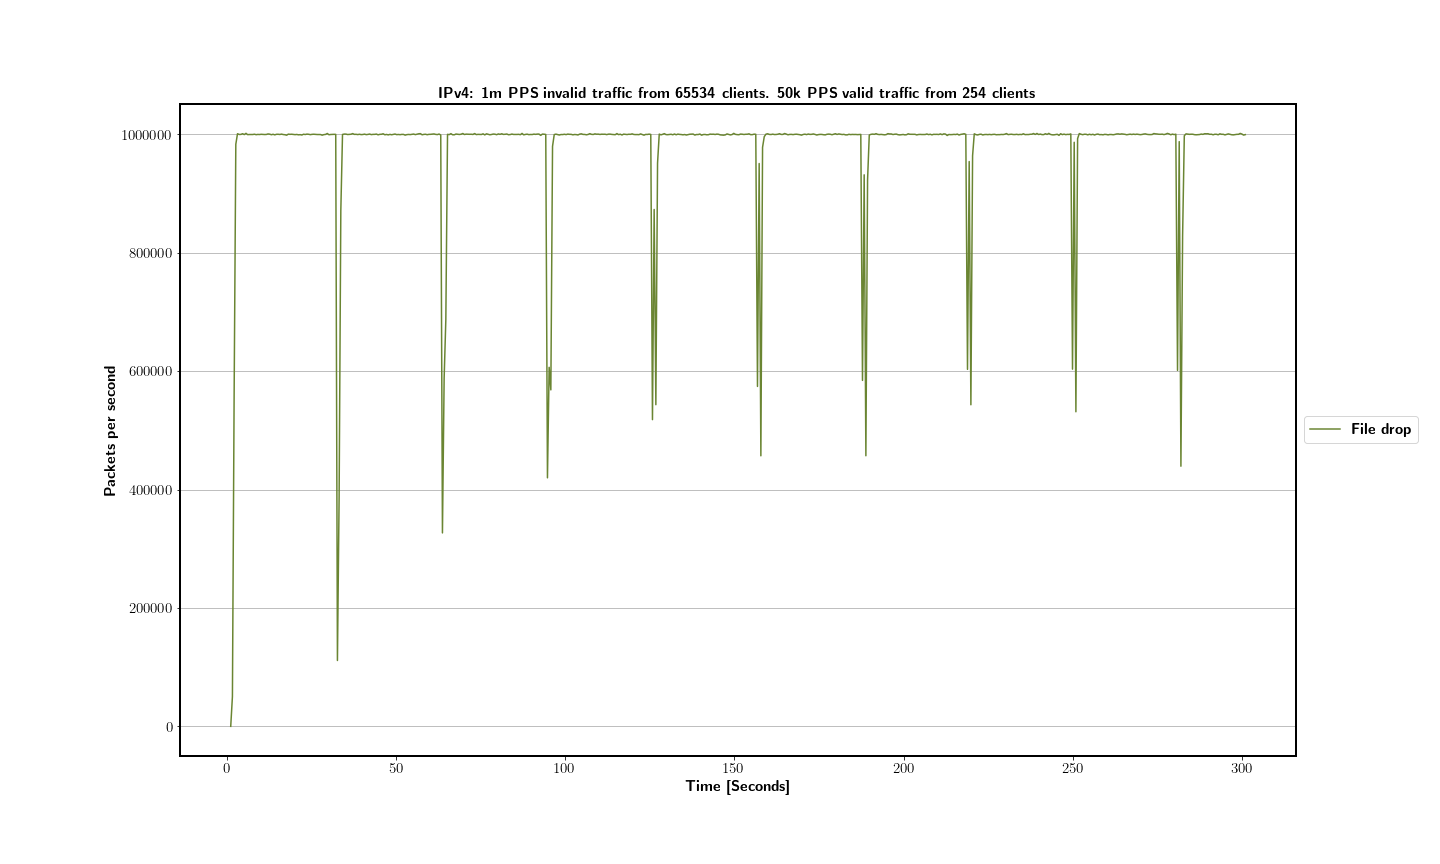 IPv4: 1m PPS invalid traffic from 65534 clients. 50k PPS valid traffic from 254 clients
1000000
800000
600000
400000
200000
0
Packets per second
0 50 100 150 200 250 300
Time [Seconds]
File drop